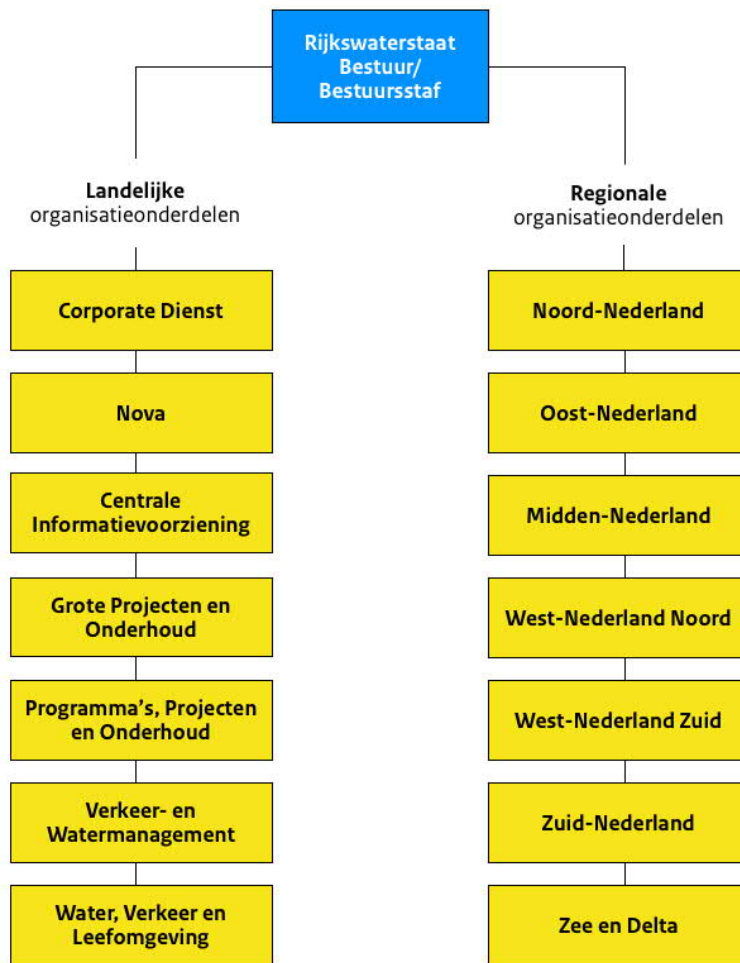 Rijkswaterstaat
Bestuur/
Bestuursstaf
Landelijke
organisatieonderdelen
Corporate Dienst
Nova
Centrale
Informatievoorziening
Grote Projecten en
Onderhoud
Programma’s, Projecten
en Onderhoud
Verkeer- en
Watermanagement
Water, Verkeer en
Leefomgeving
Regionale
organisatieonderdelen
Noord-Nederland
Oost-Nederland
Midden-Nederland
West-Nederland Noord
West-Nederland Zuid
Zuid-Nederland
Zee en Delta